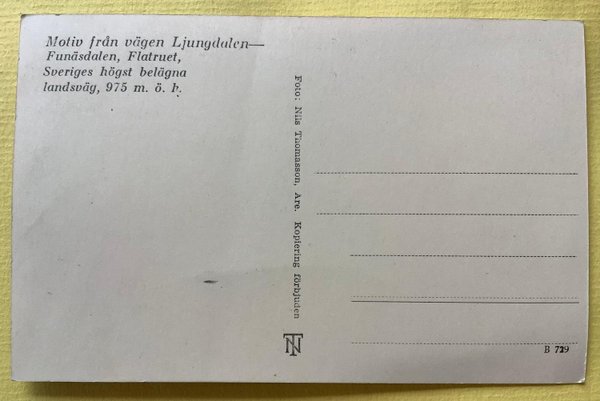 Motiv från vägen Ljungdalen—
Funäsdalen, Flatruet,
Sveriges högst belägna
landsväg, 975 m. ö. h.
Foto: Nils Thomasson, Åre. Kopiering förbjuden
NT
B 729